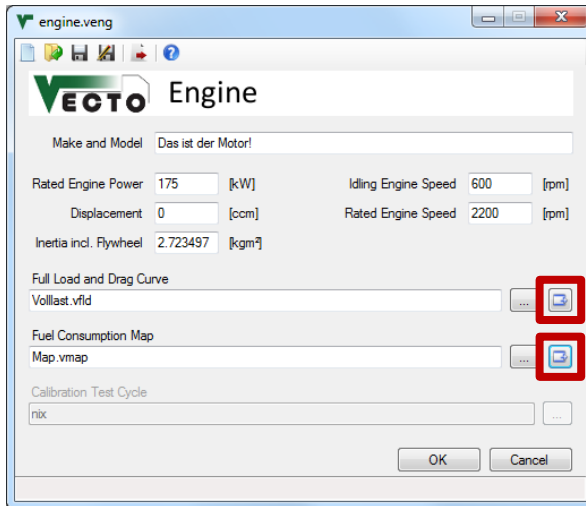 engine.veng
VECTO Engine
Make and Model Das ist der Motor!
Rated Engine Power 175 [kW] Idling Engine Speed 600 [rpm]
Displacement 0 [ccm] Rated Engine Speed 2200 [rpm]
Inertia incl. Flywheel 2.723497 [kgm²]
Full Load and Drag Curve
Volllast.vfld ...
Fuel Consumption Map
Map.vmap ...
Calibration Test Cycle
nix ...
OK Cancel